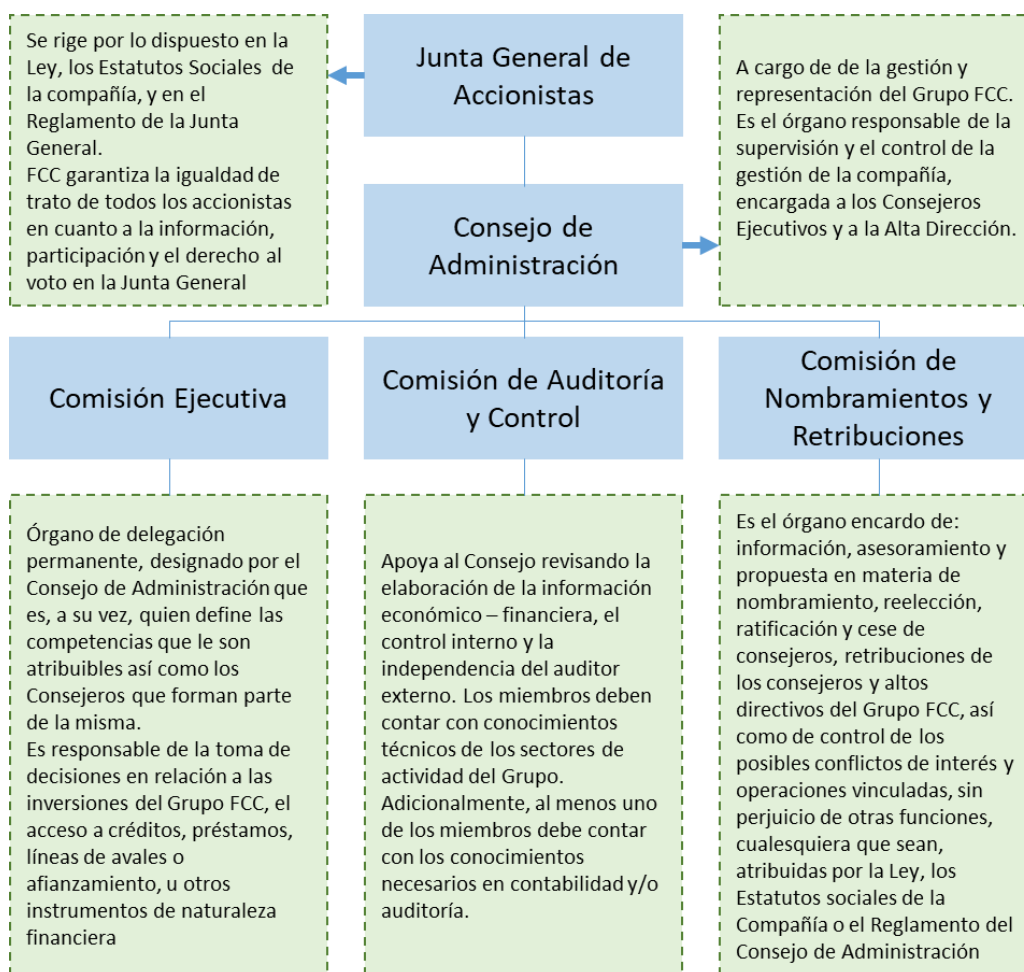 Se rige por lo dispuesto en la
Ley, los Estatutos Sociales de
la compañía, y en el
Reglamento de la Junta
General.
FCC garantiza la igualdad de
trato de todos los accionistas
en cuanto a la información,
participación y el derecho al
voto en la Junta General
Junta General de
Accionistas
A cargo de de la gestión y
representación del Grupo FCC.
Es el órgano responsable de la
supervisión y el control de la
gestión de la compañía,
encargada a los Consejeros
Ejecutivos y a la Alta Dirección.
Consejo de
Administración
Comisión Ejecutiva
Comisión de Auditoría
y Control
Comisión de
Nombramientos y
Retribuciones
Órgano de delegación
permanente, designado por el
Consejo de Administración que
es, a su vez, quien define las
competencias que le son
atribuibles así como los
Consejeros que forman parte
de la misma.
Es responsable de la toma de
decisiones en relación a las
inversiones del Grupo FCC, el
acceso a créditos, préstamos,
líneas de avales o
afianzamiento, u otros
instrumentos de naturaleza
financiera
Apoya al Consejo revisando la
elaboración de la información
económico – financiera, el
control interno y la
independencia del auditor
externo. Los miembros deben
contar con conocimientos
técnicos de los sectores de
actividad del Grupo.
Adicionalmente, al menos uno
de los miembros debe contar
con los conocimientos
necesarios en contabilidad y/o
auditoría.
Es el órgano encardo de:
información, asesoramiento y
propuesta en materia de
nombramiento, reelección,
ratificación y cese de
consejeros, retribuciones de
los consejeros y altos
directivos del Grupo FCC, así
como de control de los
posibles conflictos de interés y
operaciones vinculadas, sin
perjuicio de otras funciones,
cualesquiera que sean,
atribuidas por la Ley, los
Estatutos sociales de la
Compañía o el Reglamento del
Consejo de Administración